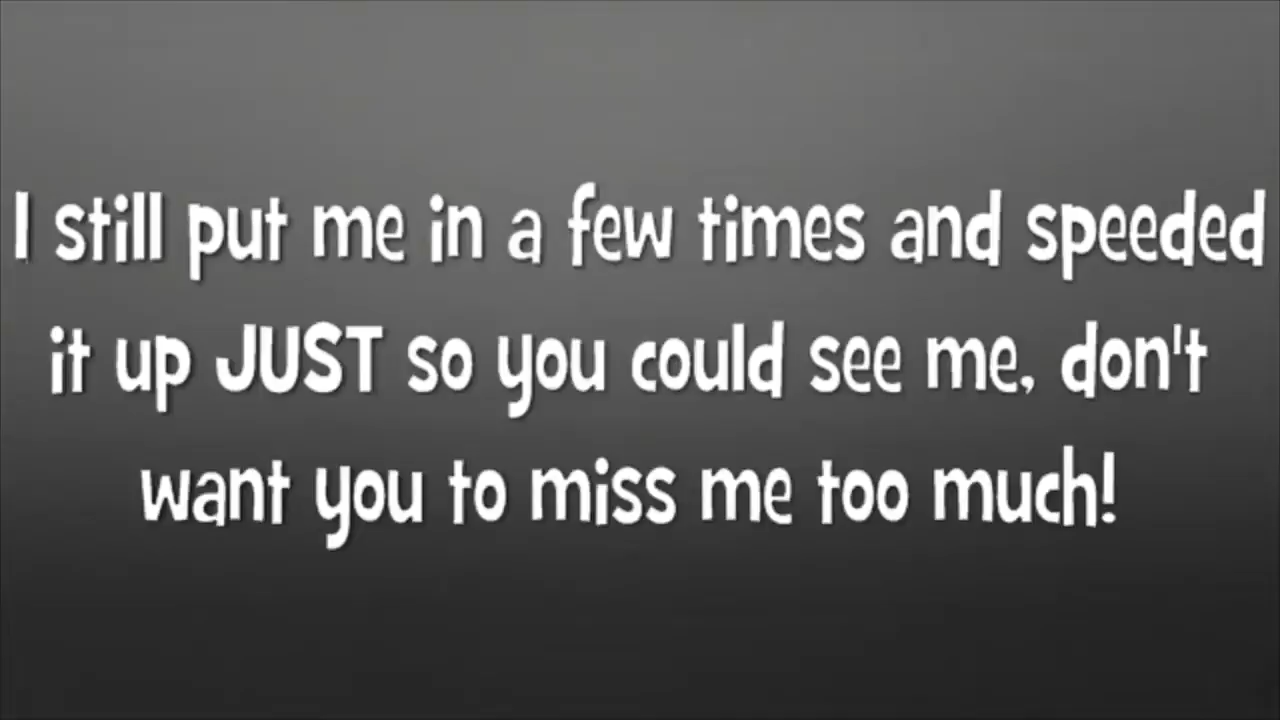 I still put me in a few times and speeded
it up JUST so you could see me, don't
want you to miss me too much!